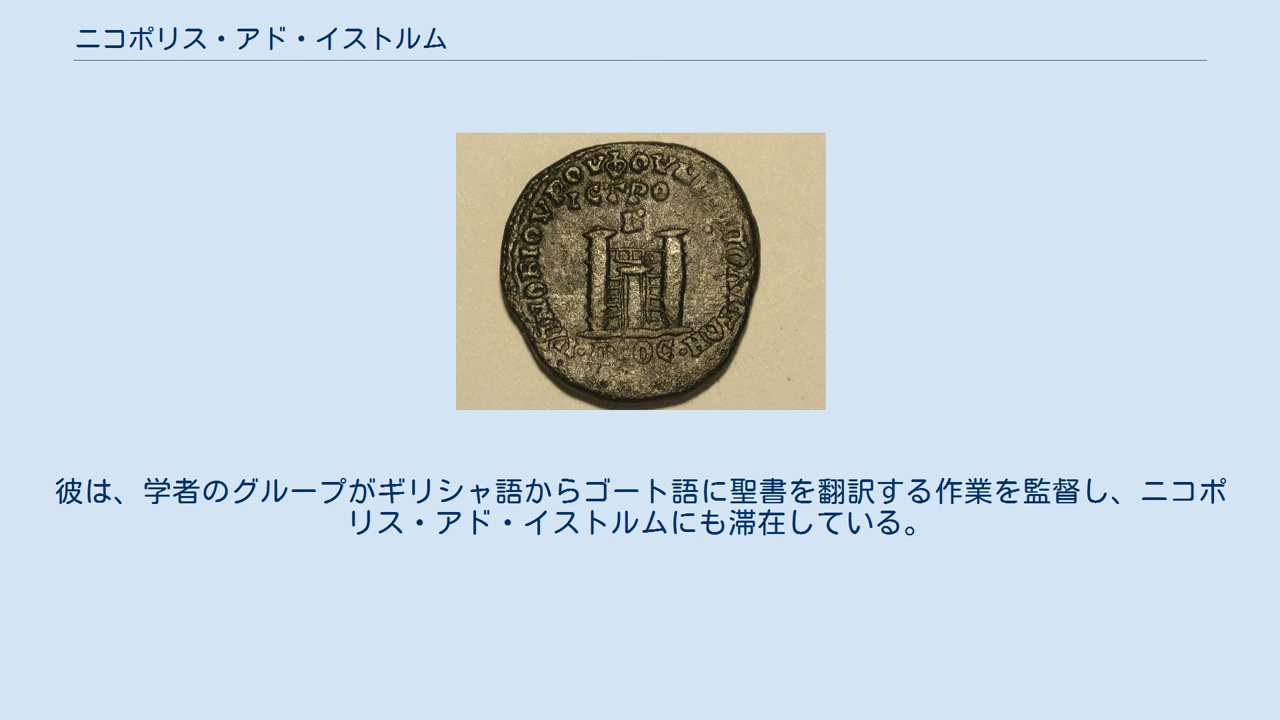 ニコポリス・アド・イストルム
ΙϹΤΡΟ
彼は、学者のグループがギリシャ語からゴート語に聖書を翻訳する作業を監督し、ニコポ
リス・アド・イストルムにも滞在している。